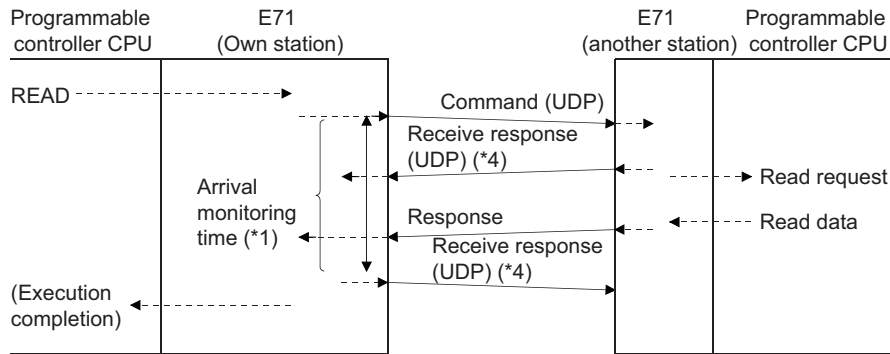 Programmable
controller CPU
E71
(Own station)
E71
(another station)
Programmable
controller CPU
READ
Command (UDP)
Receive response
(UDP) (*4)
Read request
Arrival
monitoring
time (*1)
Response
Read data
Receive response
(UDP) (*4)
(Execution
completion)